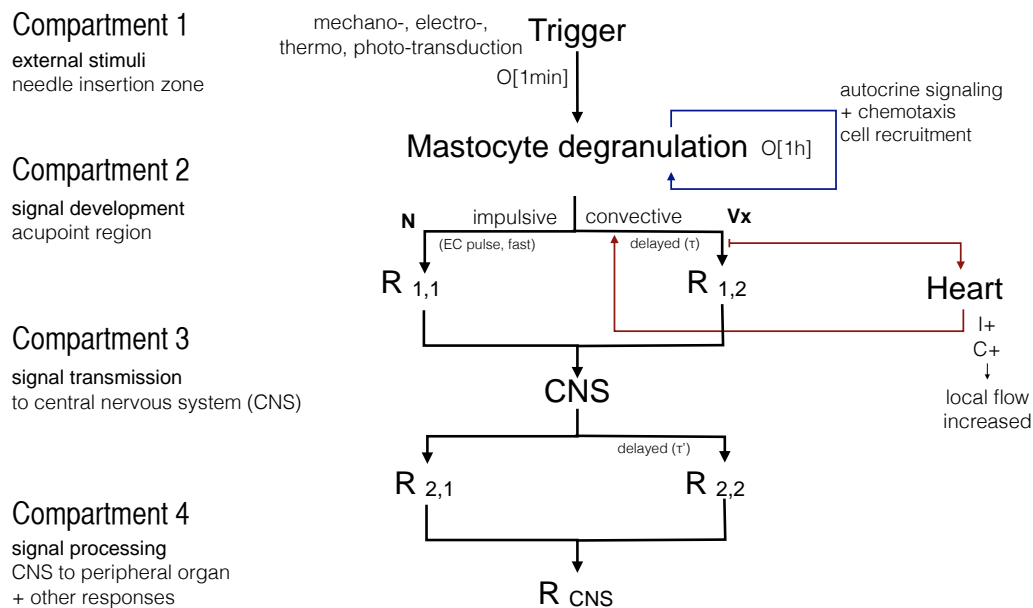 Compartment 1
external stimuli
needle insertion zone
mechano-, electro-,
thermo, photo-transduction
Trigger
O[1min]
autocrine signaling
+ chemotaxis
cell recruitment
Mastocyte degranulation O[1h]
Compartment 2
signal development
acupoint region
N impulsive convective Vx
(EC pulse, fast) delayed (τ)
R 1,1 R 1,2 Heart
I+
C+
local flow
increased
Compartment 3
signal transmission
to central nervous system (CNS)
CNS
delayed (τ')
R 2,1 R 2,2
Compartment 4
signal processing
CNS to peripheral organ
+ other responses
R CNS